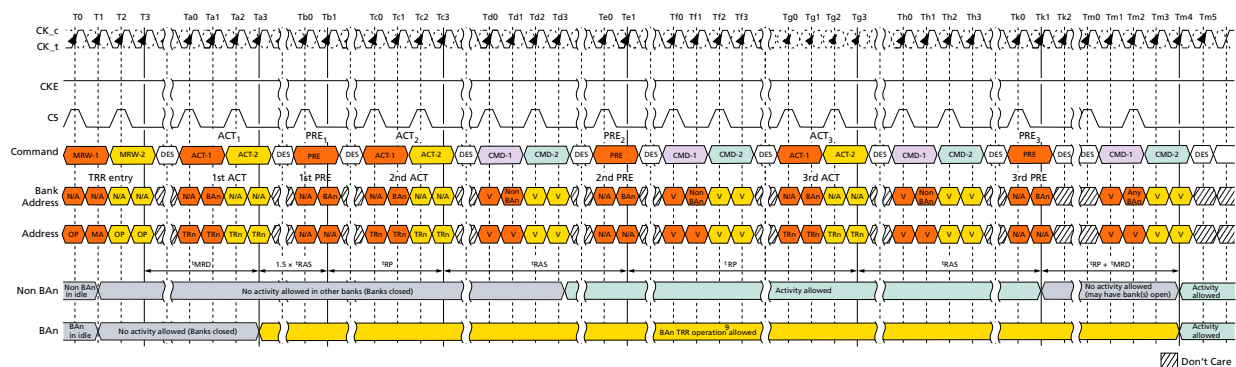 T0 T1 T2 T3 Ta0 Ta1 Ta2 Ta3 Tb0 Tb1 Tc0 Tc1 Tc2 Tc3 Td0 Td1 Td2 Td3 Te0 Te1 Tf0 Tf1 Tf2 Tf3 Tg0 Tg1 Tg2 Tg3 Th0 Th1 Th2 Th3 Tk0 Tk1 Tk2 Tm0 Tm1 Tm2 Tm3 Tm4 Tm5
CK_c
CK_t
CKE
CS
ACT1 PRE1 ACT2 PRE2 ACT3 PRE3
Command MRW-1 MRW-2 DES ACT-1 ACT-2 DES PRE DES ACT-1 ACT-2 DES CMD-1 CMD-2 DES PRE DES CMD-1 CMD-2 DES ACT-1 ACT-2 DES CMD-1 CMD-2 DES PRE DES CMD-1 CMD-2 DES
TRR entry 1st ACT 1st PRE 2nd ACT 2nd PRE 3rd ACT 3rd PRE
Bank Address N/A N/A N/A N/A N/A BAn N/A N/A N/A BAn N/A BAn N/A N/A V Non BAn V V N/A BAn V Non BAn V V N/A BAn N/A N/A V Non BAn V V N/A BAn V Any BAn V V
Address OP MA OP OP TRn TRn TRn TRn N/A N/A TRn TRn TRn TRn V V V V N/A N/A V V V V TRn TRn TRn TRn V V V V N/A N/A V V V V
tMRD 1.5 × tRAS tRP tRAS tRP tRAS tRP + tMRD
Non BAn
Non BAn in idle
No activity allowed in other banks (Banks closed)
Activity allowed
No activity allowed (may have bank(s) open)
Activity allowed
BAn
BAn in idle
No activity allowed (Banks closed)
BAn TRR operation allowed 9
Activity allowed
Don't Care